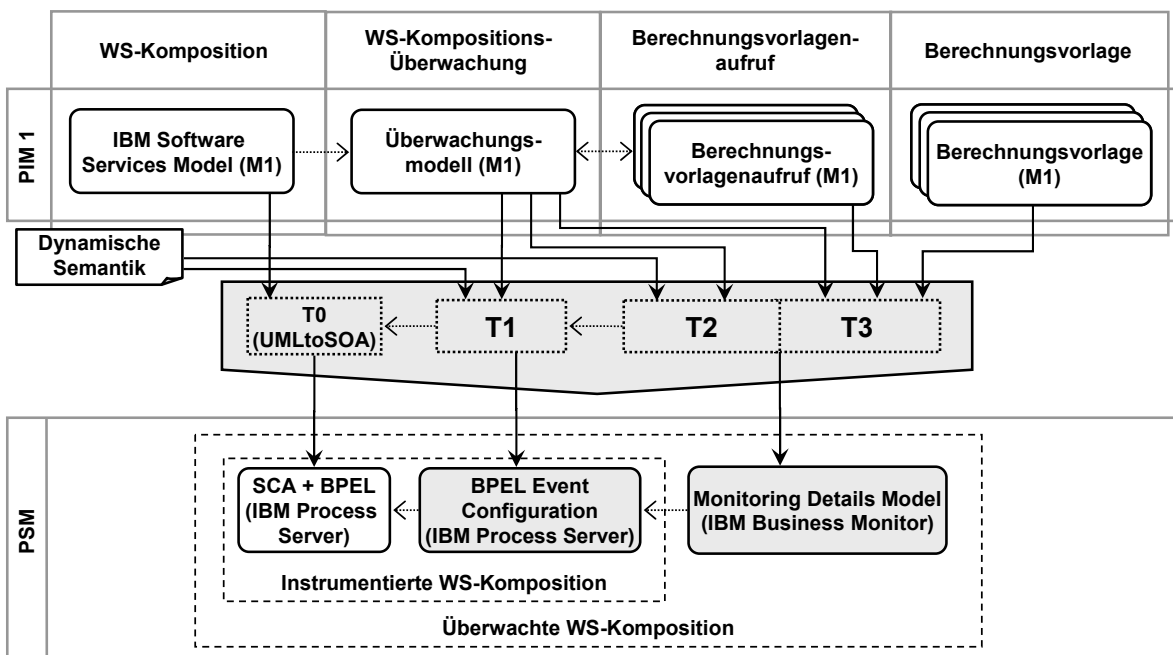 WS-Komposition
WS-Kompositions-
Überwachung
Berechnungsvorlagen-
aufruf
Berechnungsvorlage
PIM 1
IBM Software
Services Model (M1)
Überwachungs-
modell (M1)
Berechnungs-
vorlagenaufruf (M1)
Berechnungsvorlage
(M1)
Dynamische
Semantik
T0
(UMLtoSOA)
T1
T2
T3
PSM
SCA + BPEL
(IBM Process
Server)
BPEL Event
Configuration
(IBM Process Server)
Monitoring Details Model
(IBM Business Monitor)
Instrumentierte WS-Komposition
Überwachte WS-Komposition